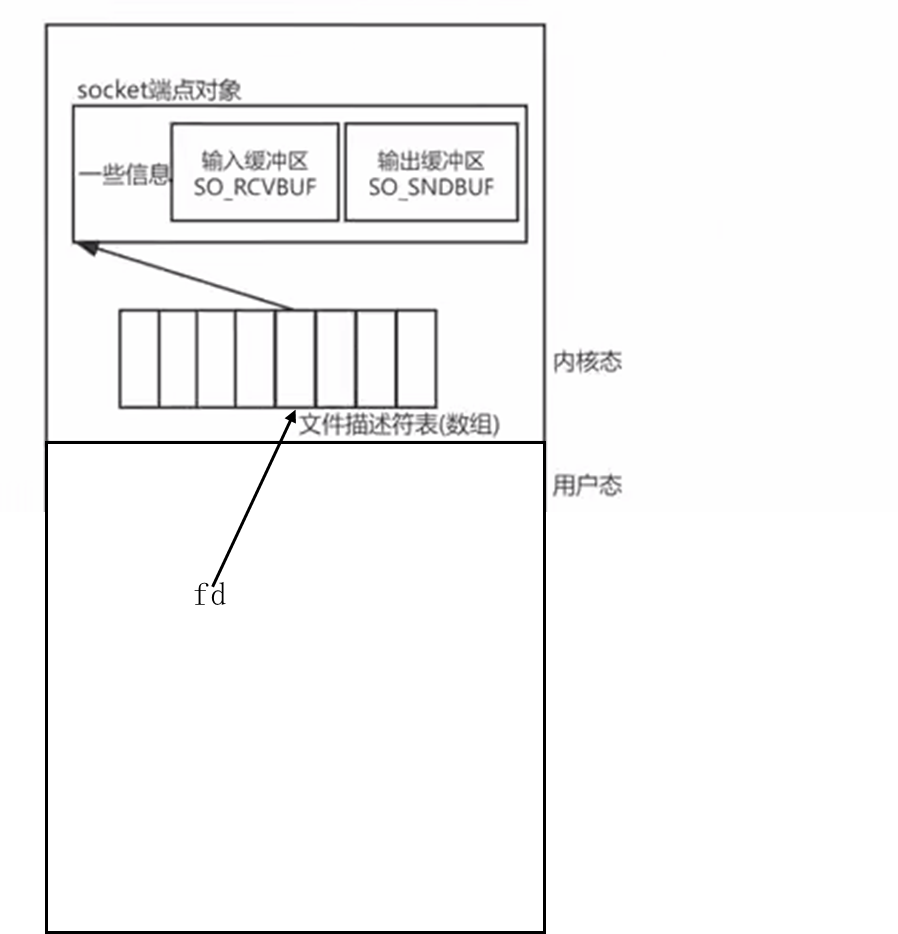 socket端点对象
一些信息
输入缓冲区
SO_RCVBUF
输出缓冲区
SO_SNDBUF
内核态
文件描述符表(数组)
用户态
fd